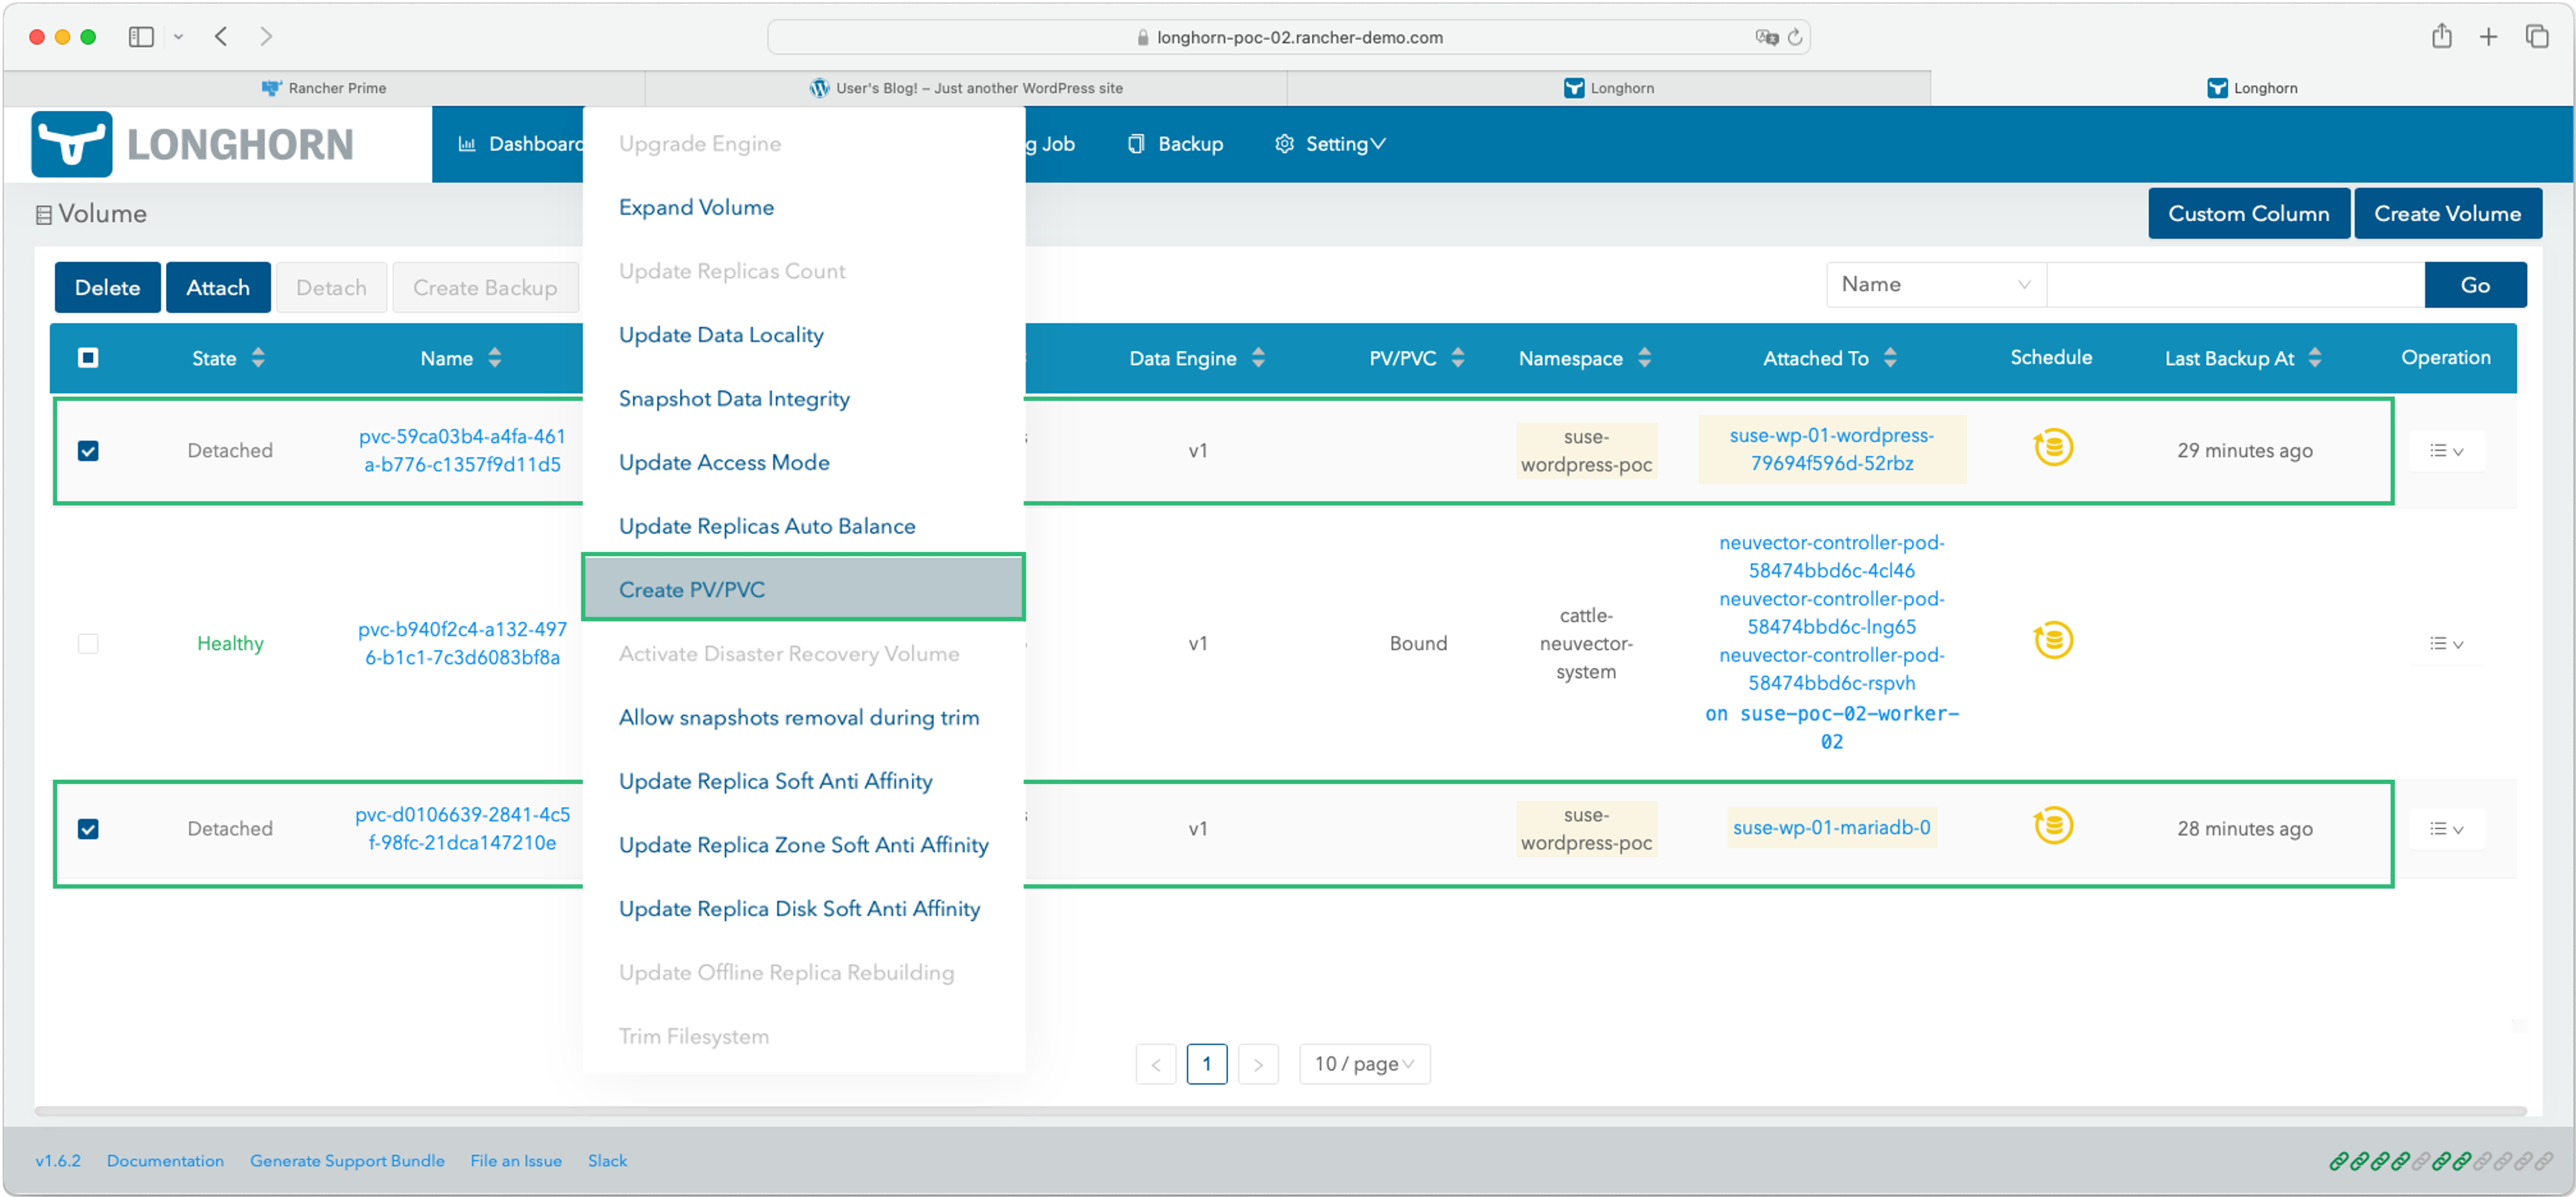 longhorn-poc-02.rancher-demo.com
Rancher Prime
User's Blog! – Just another WordPress site
Longhorn
Longhorn
LONGHORN
Dashboard
g Job
Backup
Setting
Volume
Custom Column
Create Volume
Delete
Attach
Detach
Create Backup
Name
Go
State
Name
Data Engine
PV/PVC
Namespace
Attached To
Schedule
Last Backup At
Operation
Upgrade Engine
Expand Volume
Update Replicas Count
Update Data Locality
Snapshot Data Integrity
Update Access Mode
Update Replicas Auto Balance
Create PV/PVC
Activate Disaster Recovery Volume
Allow snapshots removal during trim
Update Replica Soft Anti Affinity
Update Replica Zone Soft Anti Affinity
Update Replica Disk Soft Anti Affinity
Update Offline Replica Rebuilding
Trim Filesystem
Detached
pvc-59ca03b4-a4fa-461
a-b776-c1357f9d11d5
v1
suse-
wordpress-poc
suse-wp-01-wordpress-
79694f596d-52rbz
29 minutes ago
Healthy
pvc-b940f2c4-a132-497
6-b1c1-7c3d6083bf8a
v1
Bound
cattle-
neuvector-
system
neuvector-controller-pod-
58474bbd6c-4cl46
neuvector-controller-pod-
58474bbd6c-lng65
neuvector-controller-pod-
58474bbd6c-rspvh
on suse-poc-02-worker-
02
Detached
pvc-d0106639-2841-4c5
f-98fc-21dca147210e
v1
suse-
wordpress-poc
suse-wp-01-mariadb-0
28 minutes ago
<
1
>
10 / page
v1.6.2
Documentation
Generate Support Bundle
File an Issue
Slack